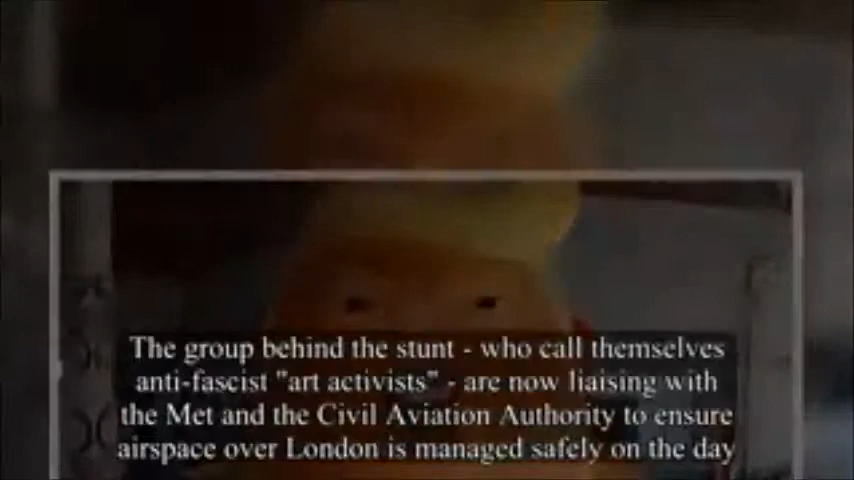 The group behind the stunt - who call themselves
anti-fascist "art activists" - are now liaising with
the Met and the Civil Aviation Authority to ensure
airspace over London is managed safely on the day